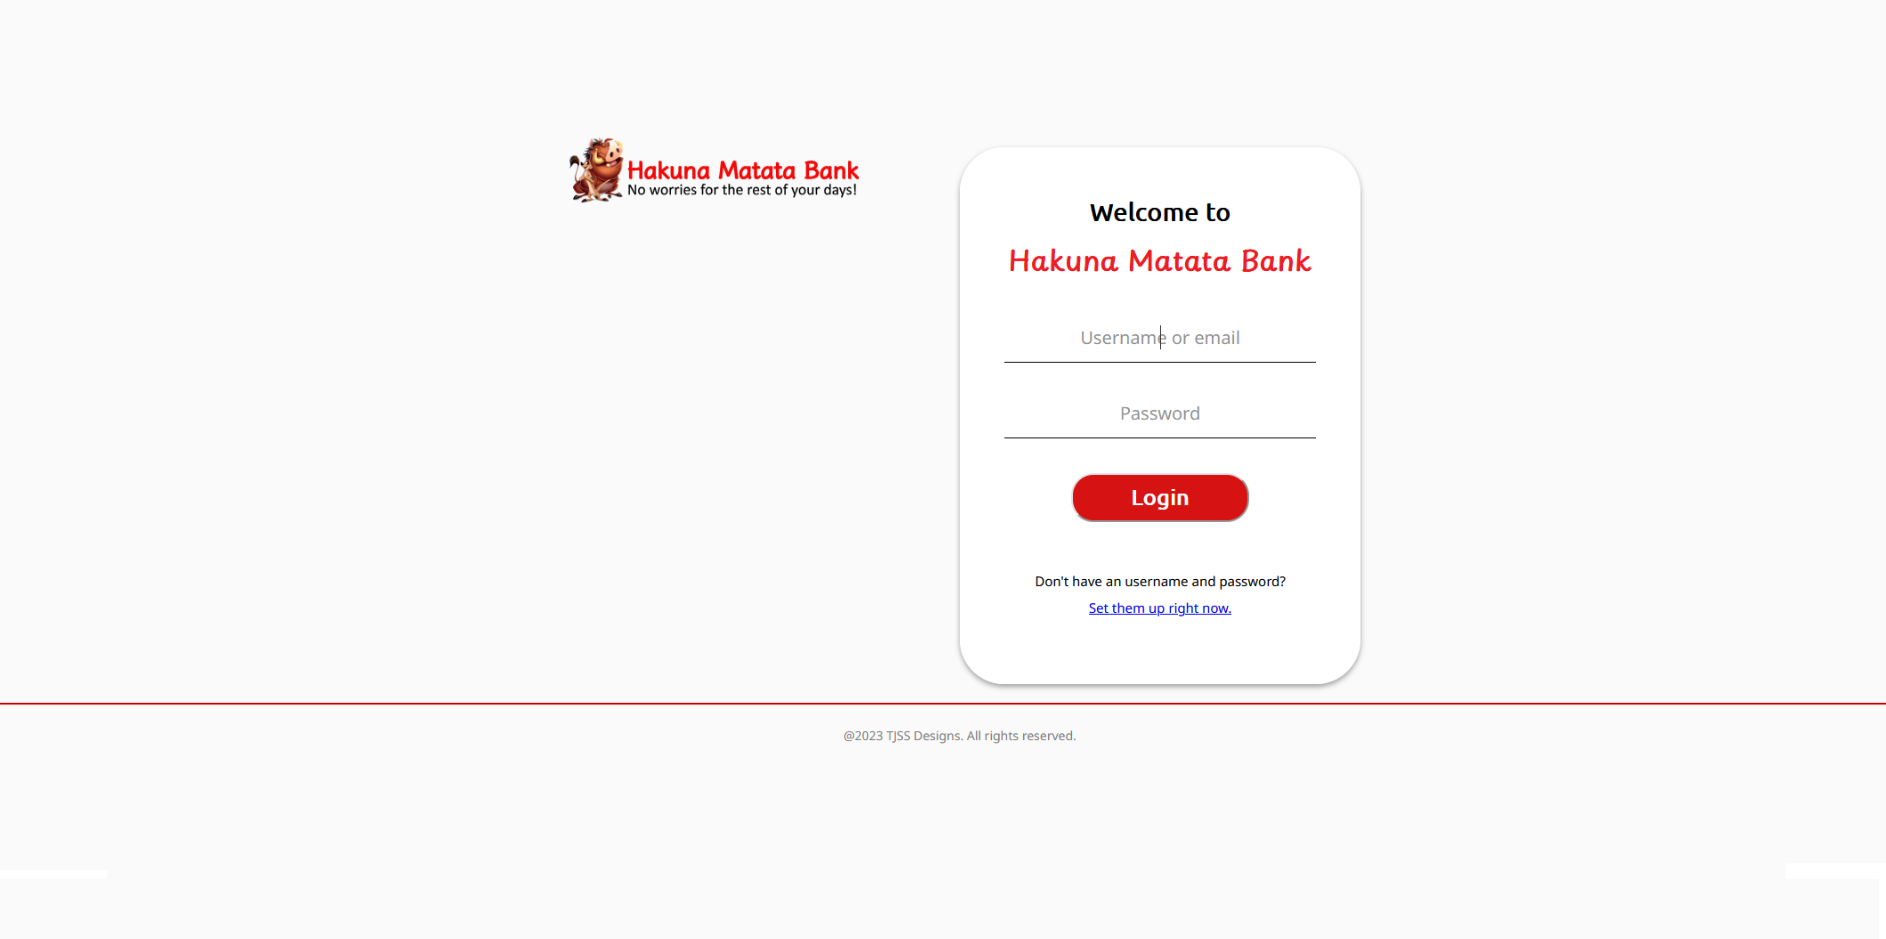 Hakuna Matata Bank
No worries for the rest of your days!
Welcome to
Hakuna Matata Bank
Username or email
Password
Login
Don't have an username and password?
Set them up right now.
@2023 TJSS Designs. All rights reserved.